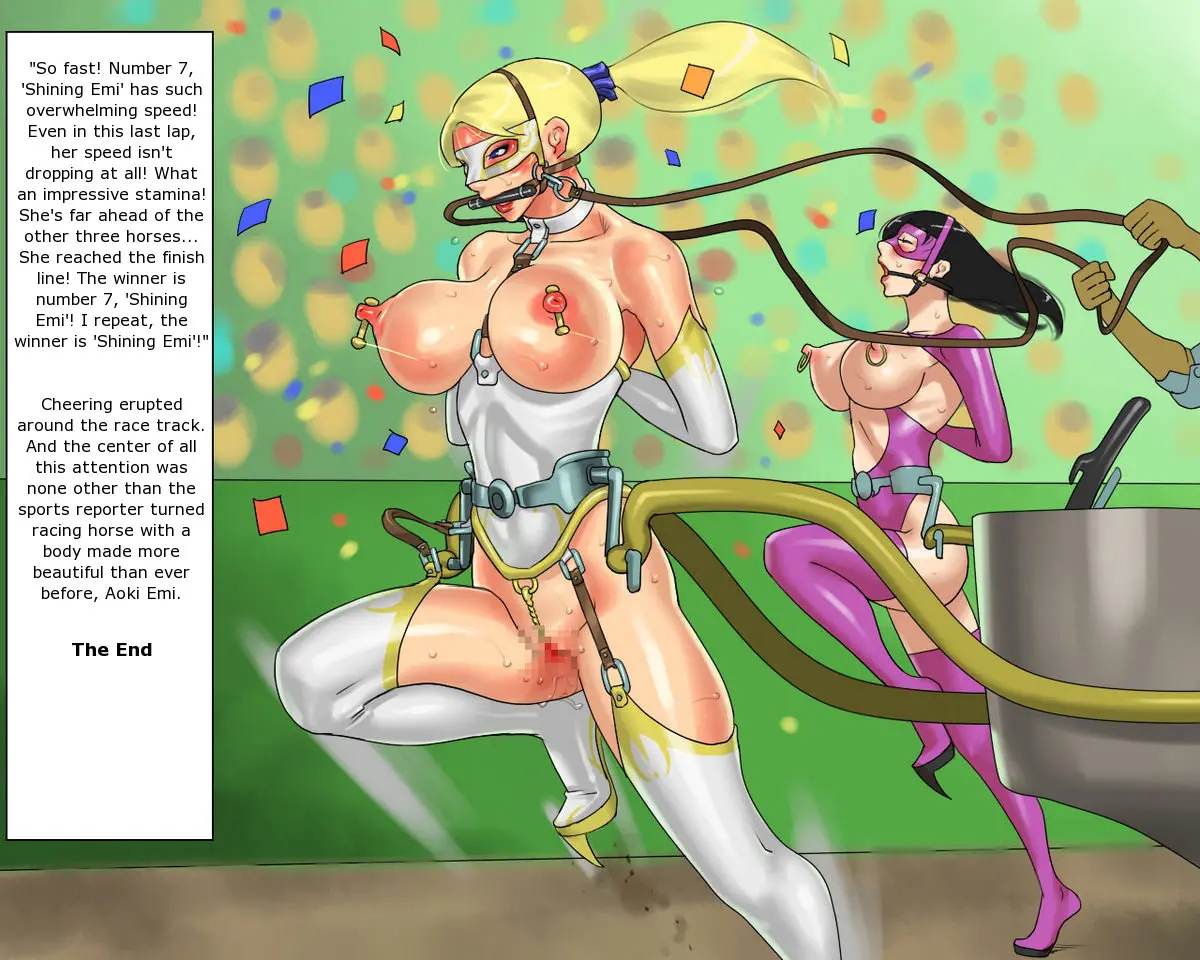 "So fast! Number 7,
'Shining Emi' has such
overwhelming speed!
Even in this last lap,
her speed isn't
dropping at all! What
an impressive stamina!
She's far ahead of the
other three horses...
She reached the finish
line! The winner is
number 7, 'Shining
Emi'! I repeat, the
winner is 'Shining Emi'!"
Cheering erupted
around the race track.
And the center of all
this attention was
none other than the
sports reporter turned
racing horse with a
body made more
beautiful than ever
before, Aoki Emi.
The End